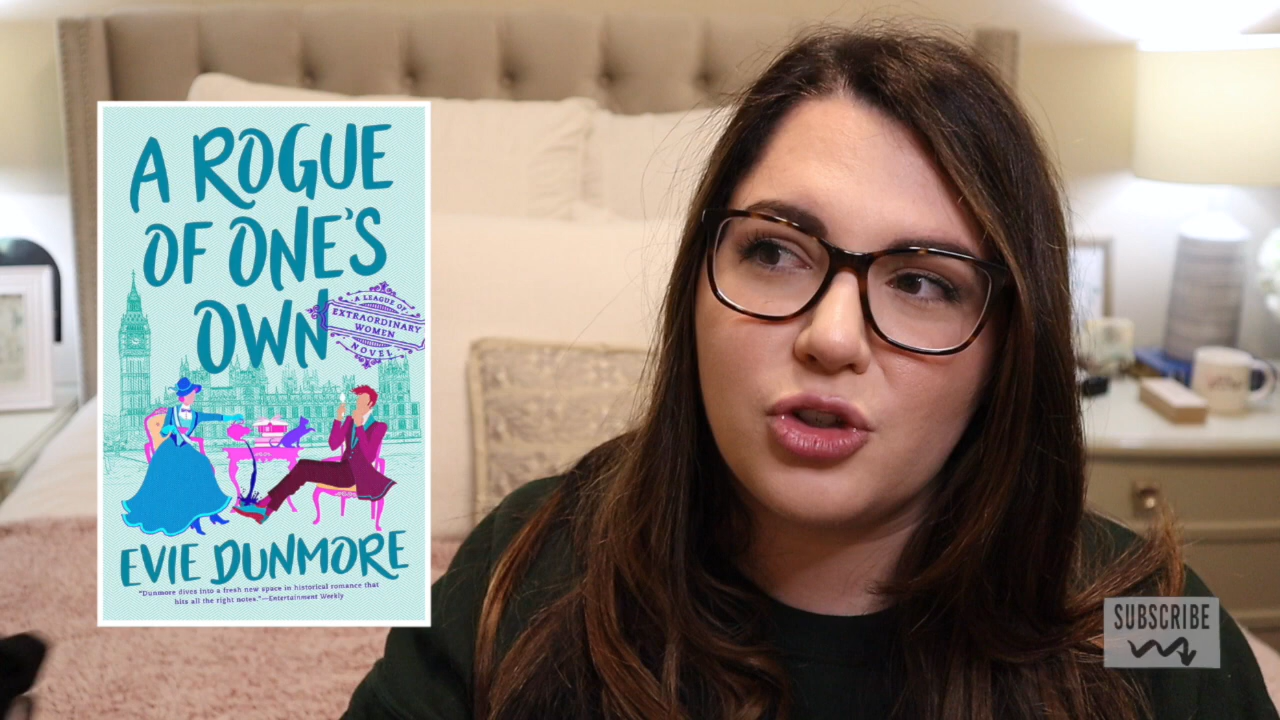 A ROGUE
OF ONE'S
OWN
A LEAGUE OF
EXTRAORDINARY
WOMEN
NOVEL
EVIE DUNMORE
"Dunmore dives into a fresh new space in historical romance that
hits all the right notes."—Entertainment Weekly
SUBSCRIBE